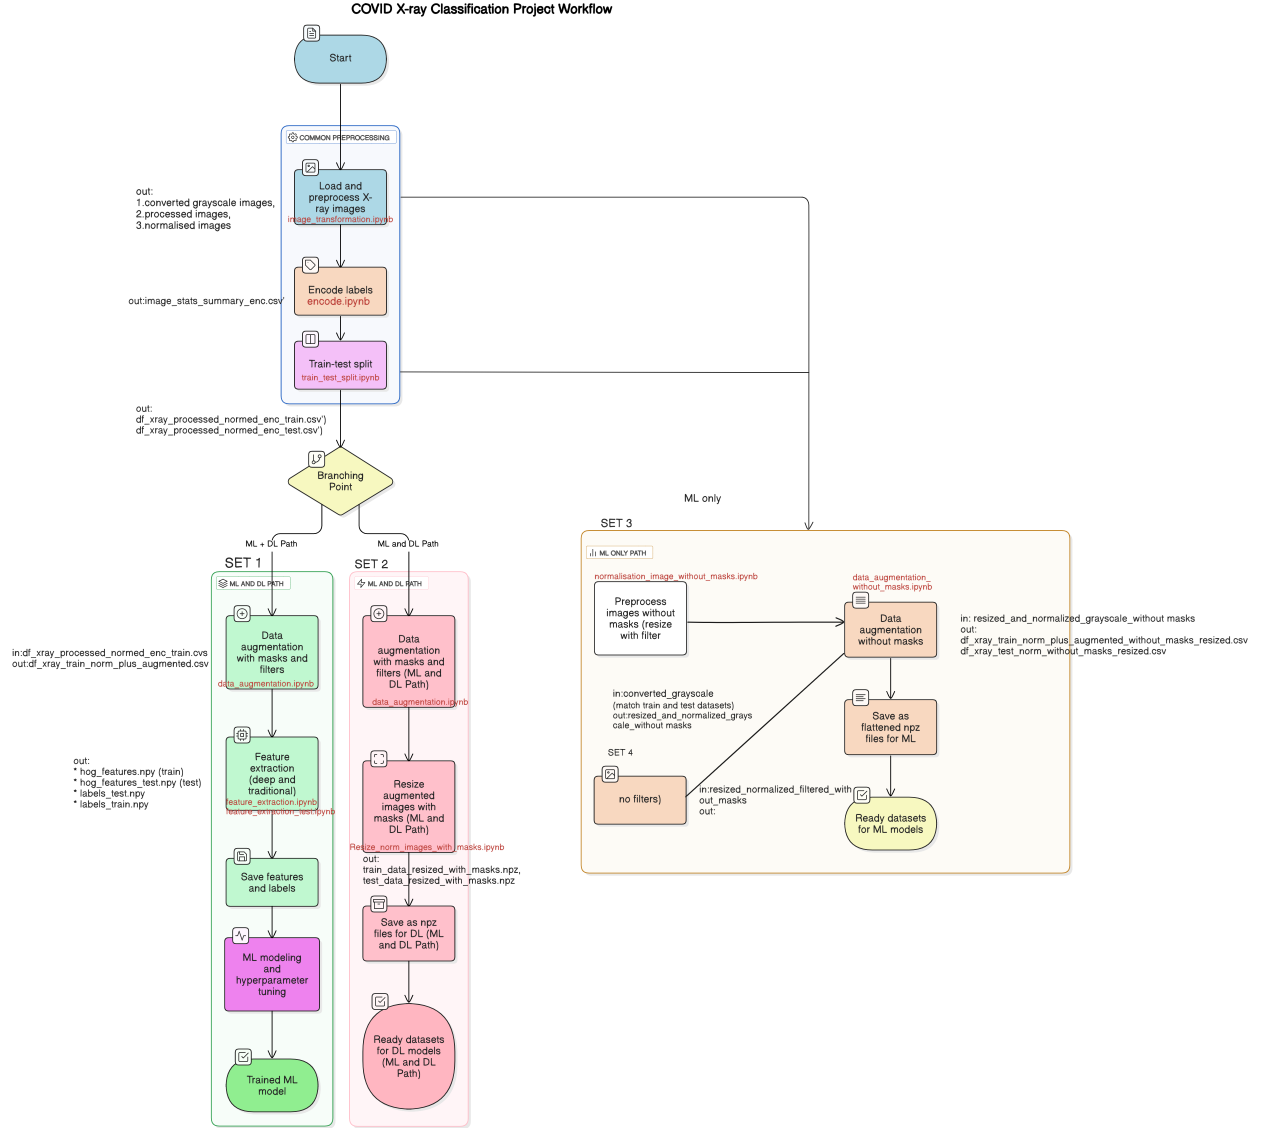 COVID X-ray Classification Project Workflow
Start
COMMON PREPROCESSING
Load and
preprocess X-
ray images
image_transformation.ipynb
out:
1.converted grayscale images,
2.processed images,
3.normalised images
Encode labels
encode.ipynb
out:image_stats_summary_enc.csv'
Train-test split
train_test_split.ipynb
out:
df_xray_processed_normed_enc_train.csv')
df_xray_processed_normed_enc_test.csv')
Branching
Point
ML + DL Path
ML and DL Path
SET 1
ML AND DL PATH
Data
augmentation
with masks and
filters
data_augmentation.ipynb
in:df_xray_processed_normed_enc_train.cvs
out:df_xray_train_norm_plus_augmented.csv
Feature
extraction
(deep and
traditional)
feature_extraction.ipynb
feature_extraction_test.ipynb
out:
* hog_features.npy (train)
* hog_features_test.npy (test)
* labels_test.npy
* labels_train.npy
Save features
and labels
ML modeling
and
hyperparameter
tuning
Trained ML
model
SET 2
ML AND DL PATH
Data
augmentation
with masks and
filters (ML and
DL Path)
data_augmentation.ipynb
Resize
augmented
images with
masks (ML and
DL Path)
Resize_norm_images_with_masks.ipynb
out:
train_data_resized_with_masks.npz,
test_data_resized_with_masks.npz
Save as npz
files for DL (ML
and DL Path)
Ready datasets
for DL models
(ML and DL
Path)
ML only
SET 3
ML ONLY PATH
normalisation_image_without_masks.ipynb
Preprocess
images without
masks (resize
with filter
data_augmentation_
without_masks.ipynb
Data
augmentation
without masks
in: resized_and_normalized_grayscale_without masks
out:
df_xray_train_norm_plus_augmented_without_masks_resized.csv
df_xray_test_norm_without_masks_resized.csv
in:converted_grayscale
(match train and test datasets)
out:resized_and_normalized_grays
cale_without masks
Save as
flattened npz
files for ML
SET 4
no filters)
in:resized_normalized_filtered_with
out_masks
out:
Ready datasets
for ML models